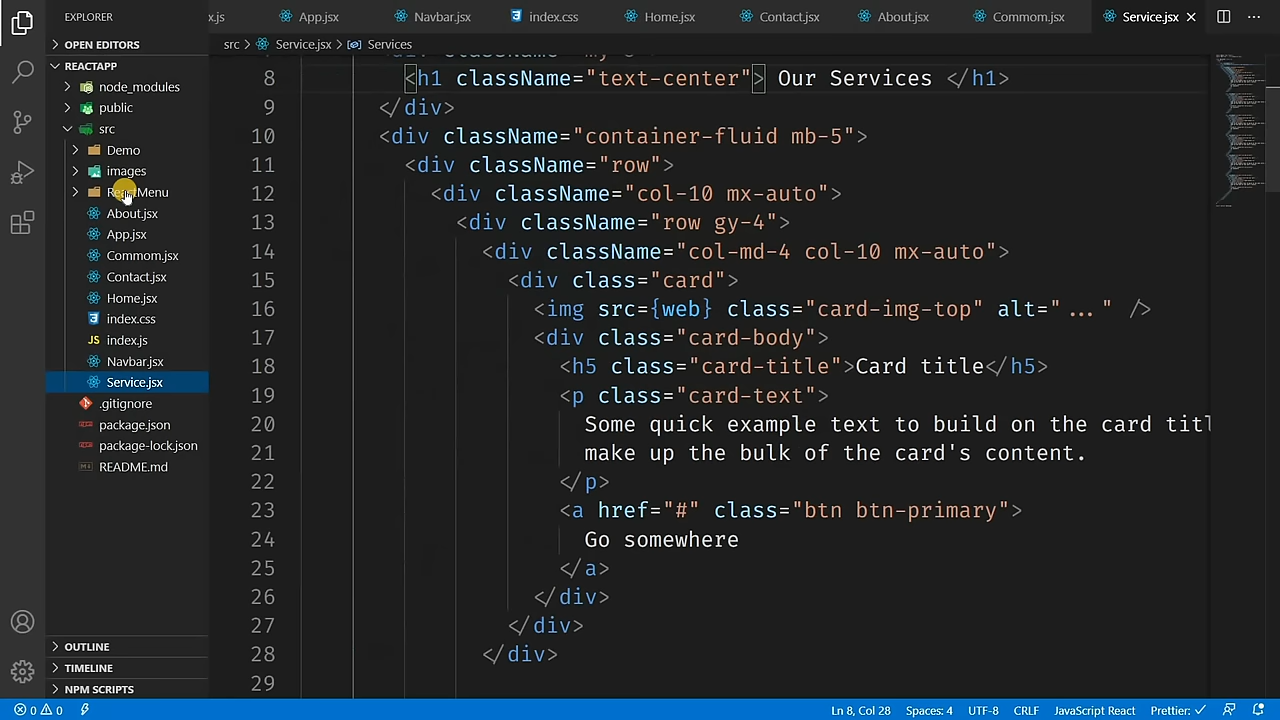 EXPLORER
x.js
App.jsx
Navbar.jsx
index.css
Home.jsx
Contact.jsx
About.jsx
Commom.jsx
Service.jsx
OPEN EDITORS
src > Service.jsx > Services
REACTAPP
node_modules
public
src
Demo
images
About.jsx
App.jsx
Commom.jsx
Contact.jsx
Home.jsx
index.css
JS index.js
Navbar.jsx
Service.jsx
.gitignore
package.json
package-lock.json
README.md
OUTLINE
TIMELINE
NPM SCRIPTS
8 <h1 className="text-center"> Our Services </h1>
9 </div>
10 <div className="container-fluid mb-5">
11 <div className="row">
12 <div className="col-10 mx-auto">
13 <div className="row gy-4">
14 <div className="col-md-4 col-10 mx-auto">
15 <div class="card">
16 <img src={web} class="card-img-top" alt="..." />
17 <div class="card-body">
18 <h5 class="card-title">Card title</h5>
19 <p class="card-text">
20 Some quick example text to build on the card titl
21 make up the bulk of the card's content.
22 </p>
23 <a href="#" class="btn btn-primary">
24 Go somewhere
25 </a>
26 </div>
27 </div>
28 </div>
29
0 0
Ln 8, Col 28
Spaces: 4
UTF-8
CRLF
JavaScript React
Prettier: ✓